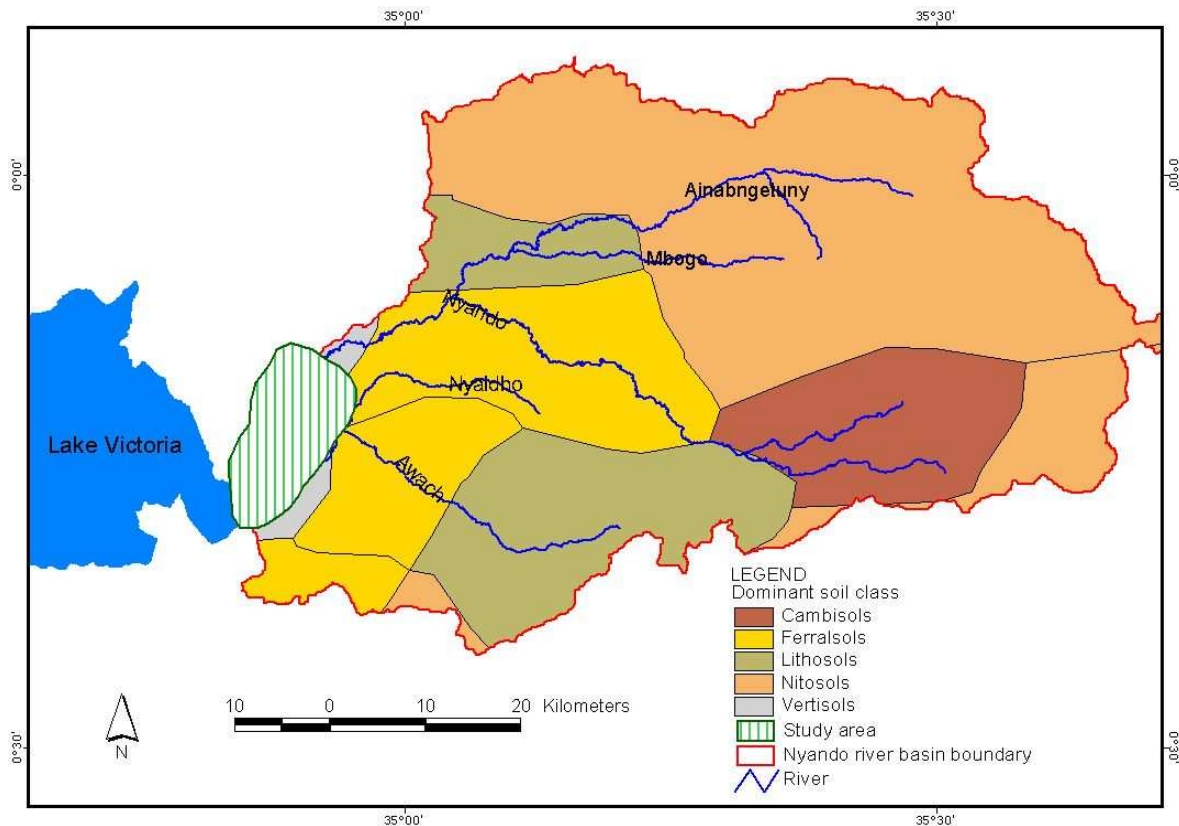 35°00'
35°30'
0°00'
0°00'
Ainabngetuny
Mbogo
Nyando
Nyaidho
Lake Victoria
Awach
LEGEND
Dominant soil class
Cambisols
Ferralsols
Lithosols
Nitosols
Vertisols
Study area
Nyando river basin boundary
River
10 0 10 20 Kilometers
N
0°30'
0°30'
35°00'
35°30'